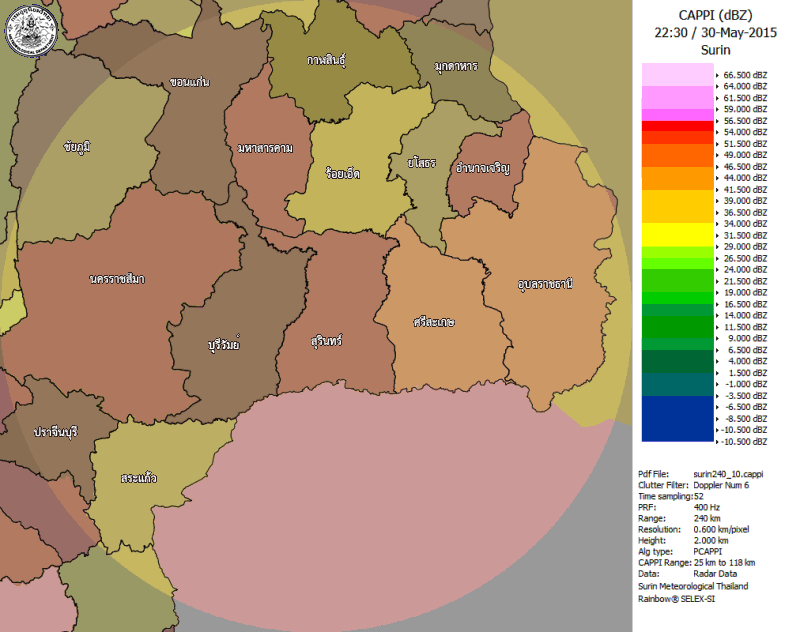 CAPPI (dBZ)
22:30 / 30-May-2015
Surin
66.500 dBZ
64.000 dBZ
61.500 dBZ
59.000 dBZ
56.500 dBZ
54.000 dBZ
51.500 dBZ
49.000 dBZ
46.500 dBZ
44.000 dBZ
41.500 dBZ
39.000 dBZ
36.500 dBZ
34.000 dBZ
31.500 dBZ
29.000 dBZ
26.500 dBZ
24.000 dBZ
21.500 dBZ
19.000 dBZ
16.500 dBZ
14.000 dBZ
11.500 dBZ
9.000 dBZ
6.500 dBZ
4.000 dBZ
1.500 dBZ
-1.000 dBZ
-3.500 dBZ
-6.500 dBZ
-8.500 dBZ
-10.500 dBZ
-10.500 dBZ
Pdf File: surin240_10.cappi
Clutter Filter: Doppler Num 6
Time sampling:52
PRF: 400 Hz
Range: 240 km
Resolution: 0.600 km/pixel
Height: 2.000 km
Alg type: PCAPPI
CAPPI Range: 25 km to 118 km
Data: Radar Data
Surin Meteorological Thailand
Rainbow® SELEX-SI
กาฬสินธุ์
มุกดาหาร
ขอนแก่น
ชัยภูมิ
มหาสารคาม
ร้อยเอ็ด
ยโสธร
อำนาจเจริญ
นครราชสีมา
อุบลราชธานี
ศรีสะเกษ
บุรีรัมย์
สุรินทร์
ปราจีนบุรี
สระแก้ว